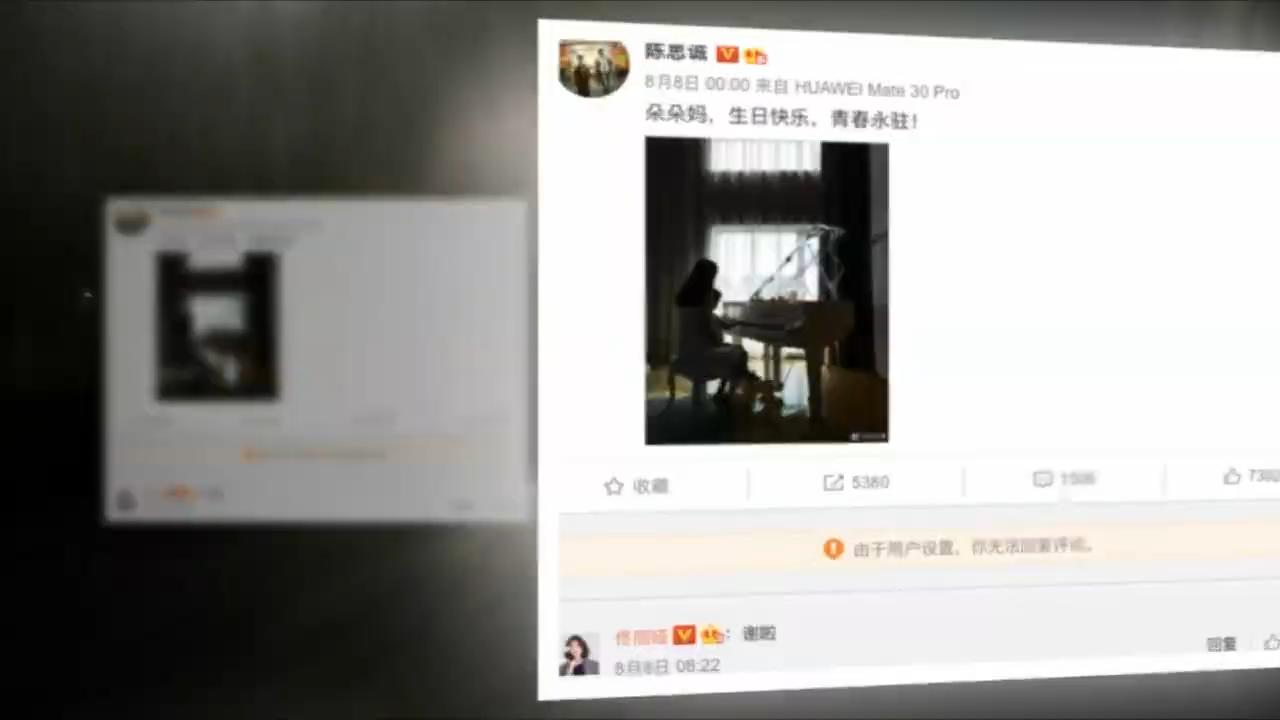 陈思诚
8月8日 00:00 来自 HUAWEI Mate 30 Pro
朵朵妈，生日快乐，青春永驻！
收藏
5380
由于用户设置，你无法回复评论。
佟丽娅 ：谢啦
8月8日 08:22
回复